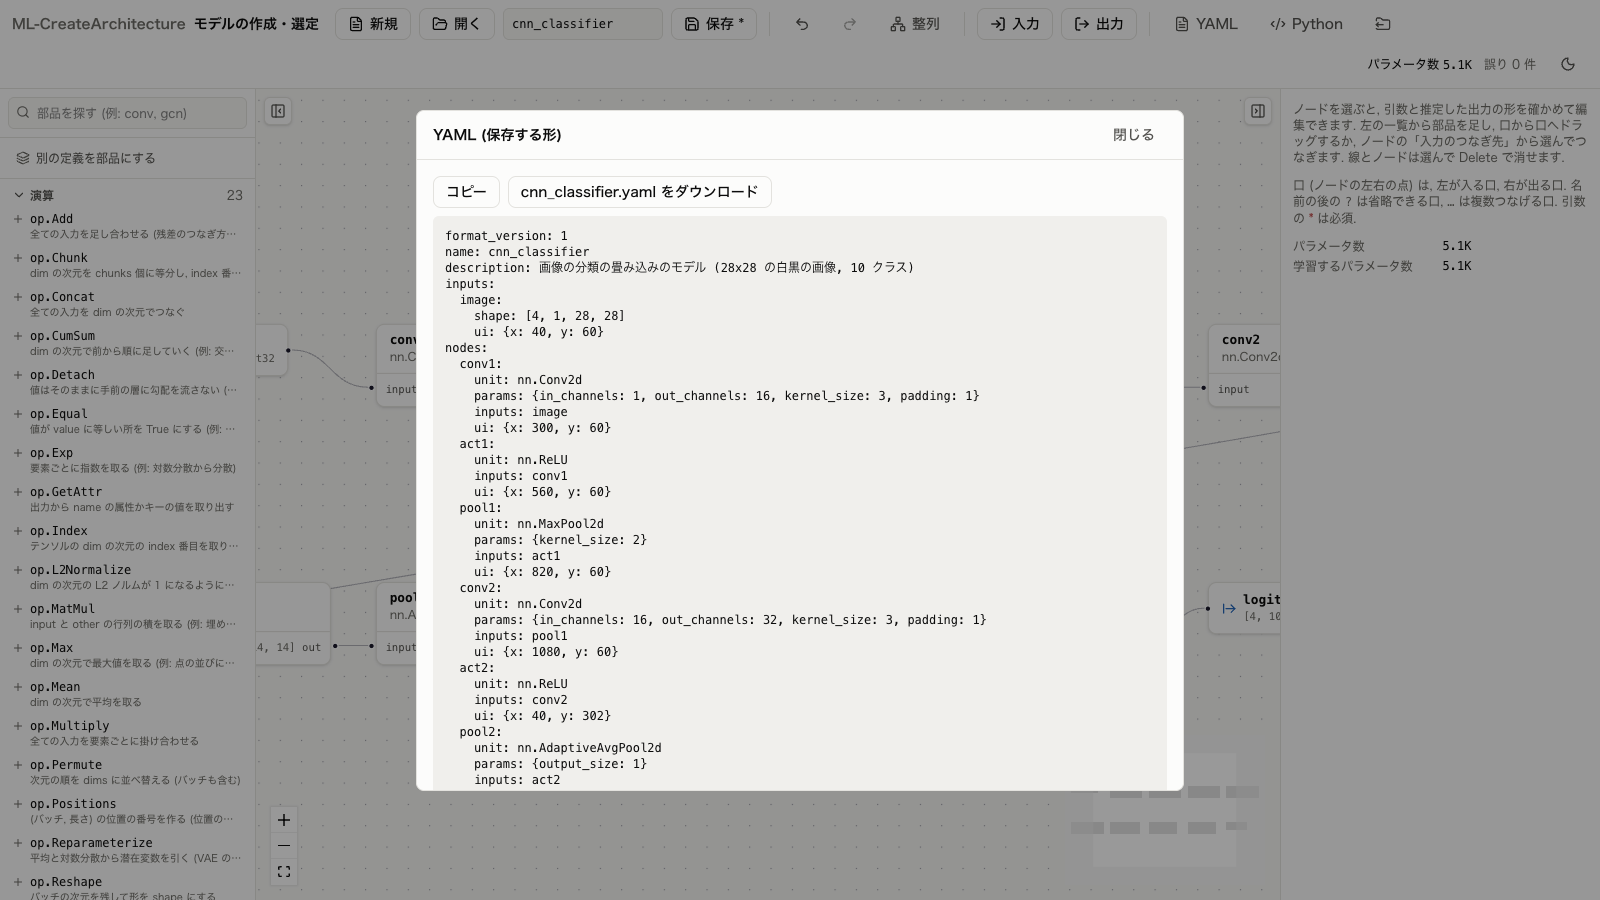 ML-CreateArchitecture モデルの作成・選定 新規 開く cnn_classifier 保存 * 整列 入力 出力 YAML Python
パラメータ数 5.1K 誤り 0 件
部品を探す (例: conv, gcn)
別の定義を部品にする
演算 23
op.Add
全ての入力を足し合わせる (残差のつなぎ方…
op.Chunk
dim の次元を chunks 個に等分し, index 番…
op.Concat
全ての入力を dim の次元でつなぐ
op.CumSum
dim の次元で前から順に足していく (例: 交…
op.Detach
値はそのままに手前の層に勾配を流さない (…
op.Equal
値が value に等しい所を True にする (例: …
op.Exp
要素ごとに指数を取る (例: 対数分散から分散)
op.GetAttr
出力から name の属性かキーの値を取り出す
op.Index
テンソルの dim の次元の index 番目を取り…
op.L2Normalize
dim の次元の L2 ノルムが 1 になるように…
op.MatMul
input と other の行列の積を取る (例: 埋め…
op.Max
dim の次元で最大値を取る (例: 点の並びに…
op.Mean
dim の次元で平均を取る
op.Multiply
全ての入力を要素ごとに掛け合わせる
op.Permute
次元の順を dims に並べ替える (バッチも含む)
op.Positions
(バッチ, 長さ) の位置の番号を作る (位置の…
op.Reparameterize
平均と対数分散から潜在変数を引く (VAE の…
op.Reshape
バッチの次元を残して形を shape にする
t32
conv
nn.C
input
4, 14] out
pool
nn.A
input
YAML (保存する形) 閉じる
コピー cnn_classifier.yaml をダウンロード
format_version: 1
name: cnn_classifier
description: 画像の分類の畳み込みのモデル (28x28 の白黒の画像, 10 クラス)
inputs:
  image:
    shape: [4, 1, 28, 28]
    ui: {x: 40, y: 60}
nodes:
  conv1:
    unit: nn.Conv2d
    params: {in_channels: 1, out_channels: 16, kernel_size: 3, padding: 1}
    inputs: image
    ui: {x: 300, y: 60}
  act1:
    unit: nn.ReLU
    inputs: conv1
    ui: {x: 560, y: 60}
  pool1:
    unit: nn.MaxPool2d
    params: {kernel_size: 2}
    inputs: act1
    ui: {x: 820, y: 60}
  conv2:
    unit: nn.Conv2d
    params: {in_channels: 16, out_channels: 32, kernel_size: 3, padding: 1}
    inputs: pool1
    ui: {x: 1080, y: 60}
  act2:
    unit: nn.ReLU
    inputs: conv2
    ui: {x: 40, y: 302}
  pool2:
    unit: nn.AdaptiveAvgPool2d
    params: {output_size: 1}
    inputs: act2
conv2
nn.Conv2d
input
logit
[4, 10
ノードを選ぶと, 引数と推定した出力の形を確かめて編
集できます. 左の一覧から部品を足し, 口から口へドラ
ッグするか, ノードの「入力のつなぎ先」から選んでつ
なぎます. 線とノードは選んで Delete で消せます.
口 (ノードの左右の点) は, 左が入る口, 右が出る口. 名
前の後の ? は省略できる口, … は複数つなげる口. 引数
の * は必須.
パラメータ数 5.1K
学習するパラメータ数 5.1K